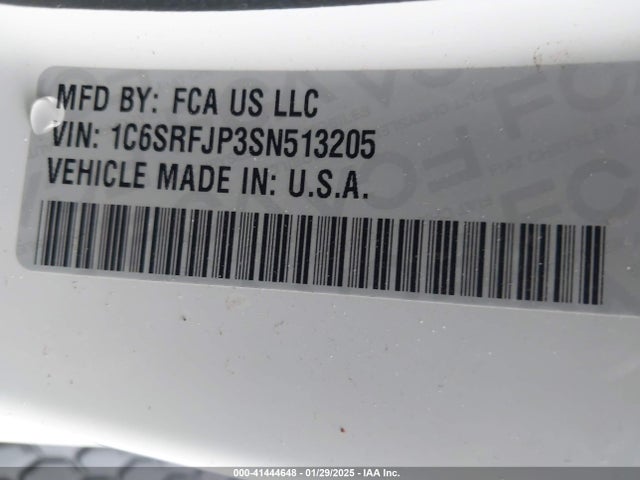 MFD BY: FCA US LLC
VIN: 1C6SRFJP3SN513205
VEHICLE MADE IN: U.S.A.
000-41444648 - 01/29/2025 - IAA Inc.